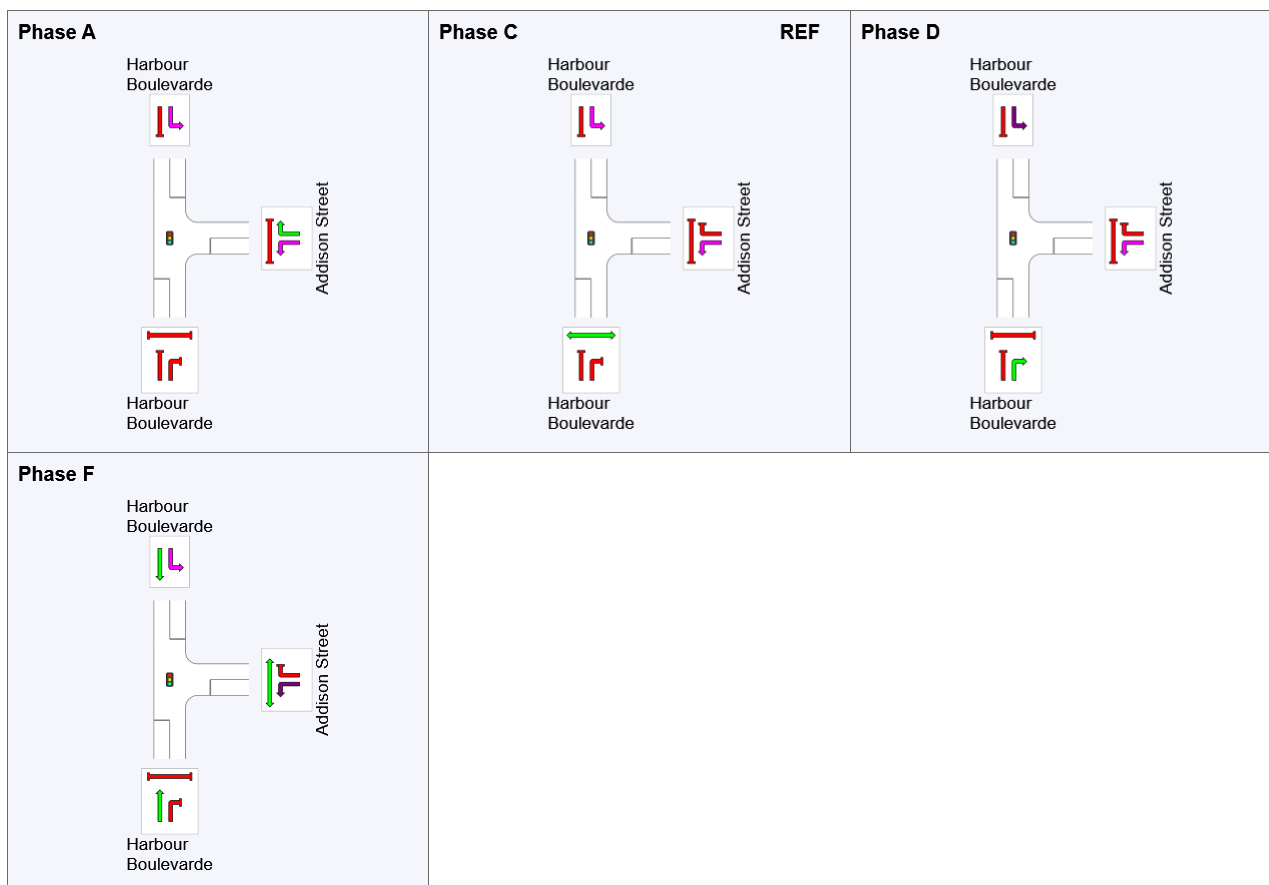 Phase A
Harbour
Boulevarde
Addison Street
Harbour
Boulevarde
Phase C REF
Harbour
Boulevarde
Addison Street
Harbour
Boulevarde
Phase D
Harbour
Boulevarde
Addison Street
Harbour
Boulevarde
Phase F
Harbour
Boulevarde
Addison Street
Harbour
Boulevarde